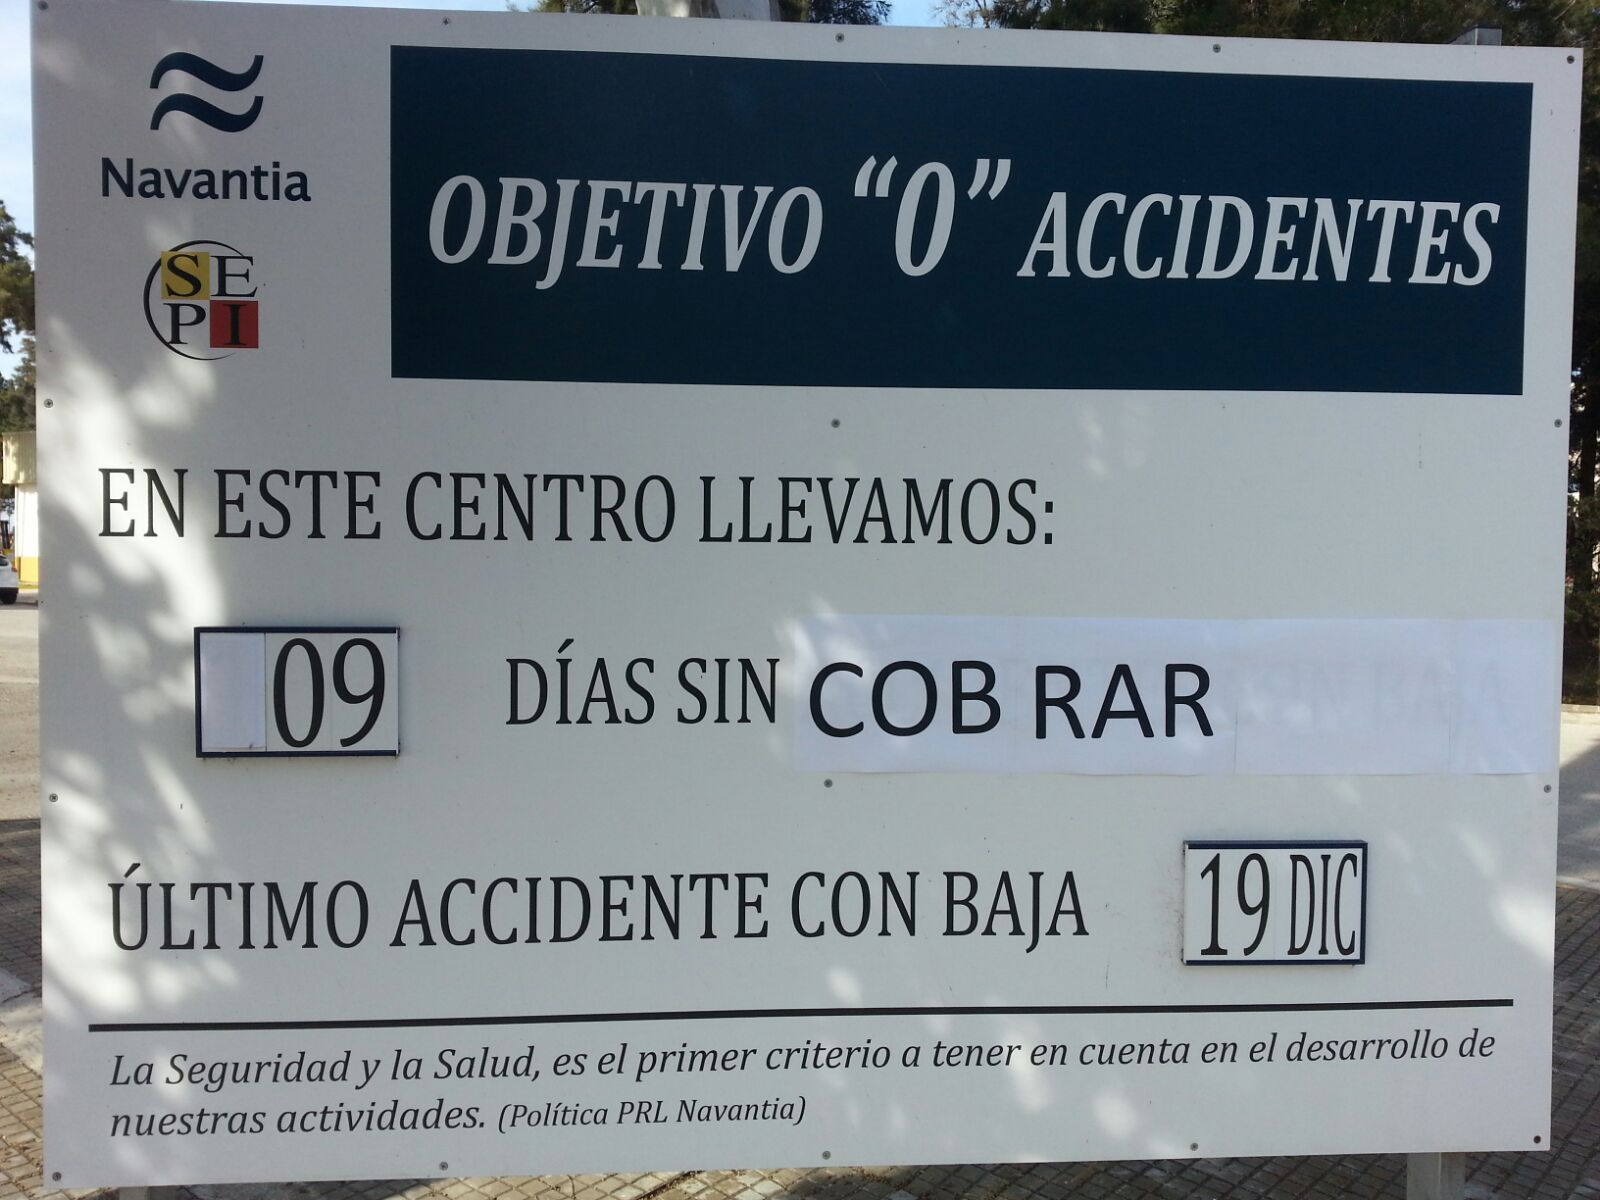 Navantia
SE
PI
OBJETIVO “0” ACCIDENTES
EN ESTE CENTRO LLEVAMOS:
09 DÍAS SIN COB RAR
ÚLTIMO ACCIDENTE CON BAJA 19 DIC
La Seguridad y la Salud, es el primer criterio a tener en cuenta en el desarrollo de
nuestras actividades. (Política PRL Navantia)